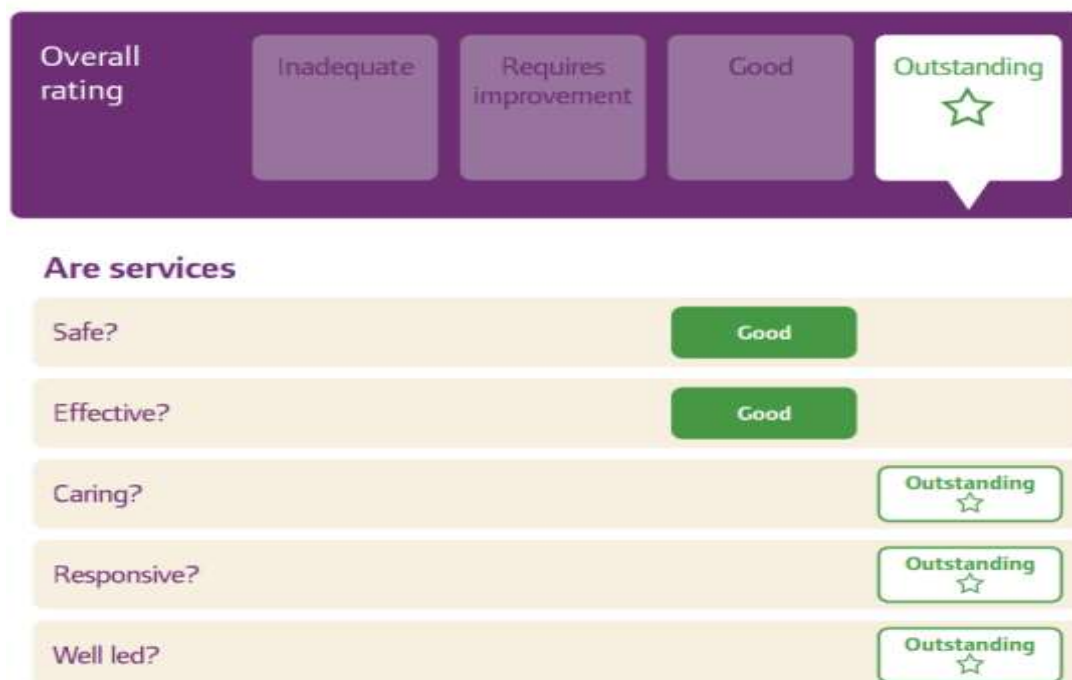 Overall
rating
Inadequate
Requires
improvement
Good
Outstanding
Are services
Safe?
Good
Effective?
Good
Caring?
Outstanding
Responsive?
Outstanding
Well led?
Outstanding